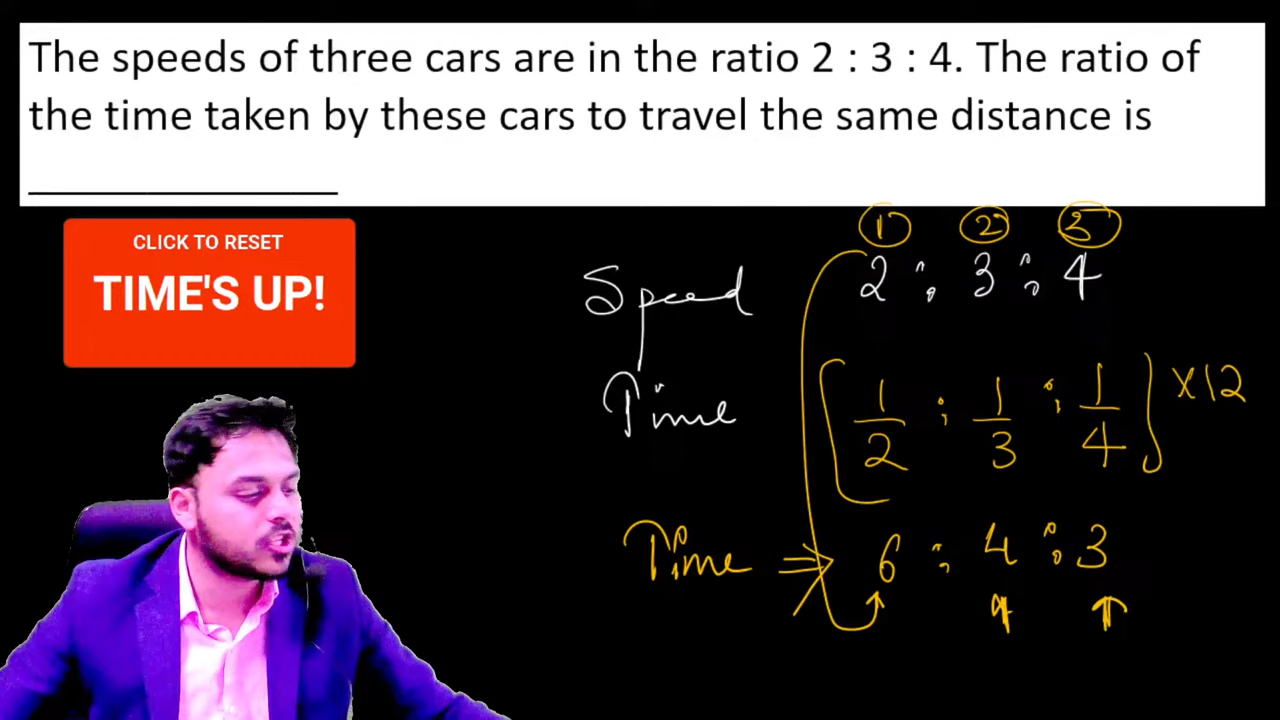 The speeds of three cars are in the ratio 2 : 3 : 4. The ratio of
the time taken by these cars to travel the same distance is
_______________
CLICK TO RESET
TIME'S UP!
1 2 3
Speed 2 : 3 : 4
Time [ 1/2 : 1/3 : 1/4 ] ×12
Time ⇒ 6 : 4 : 3